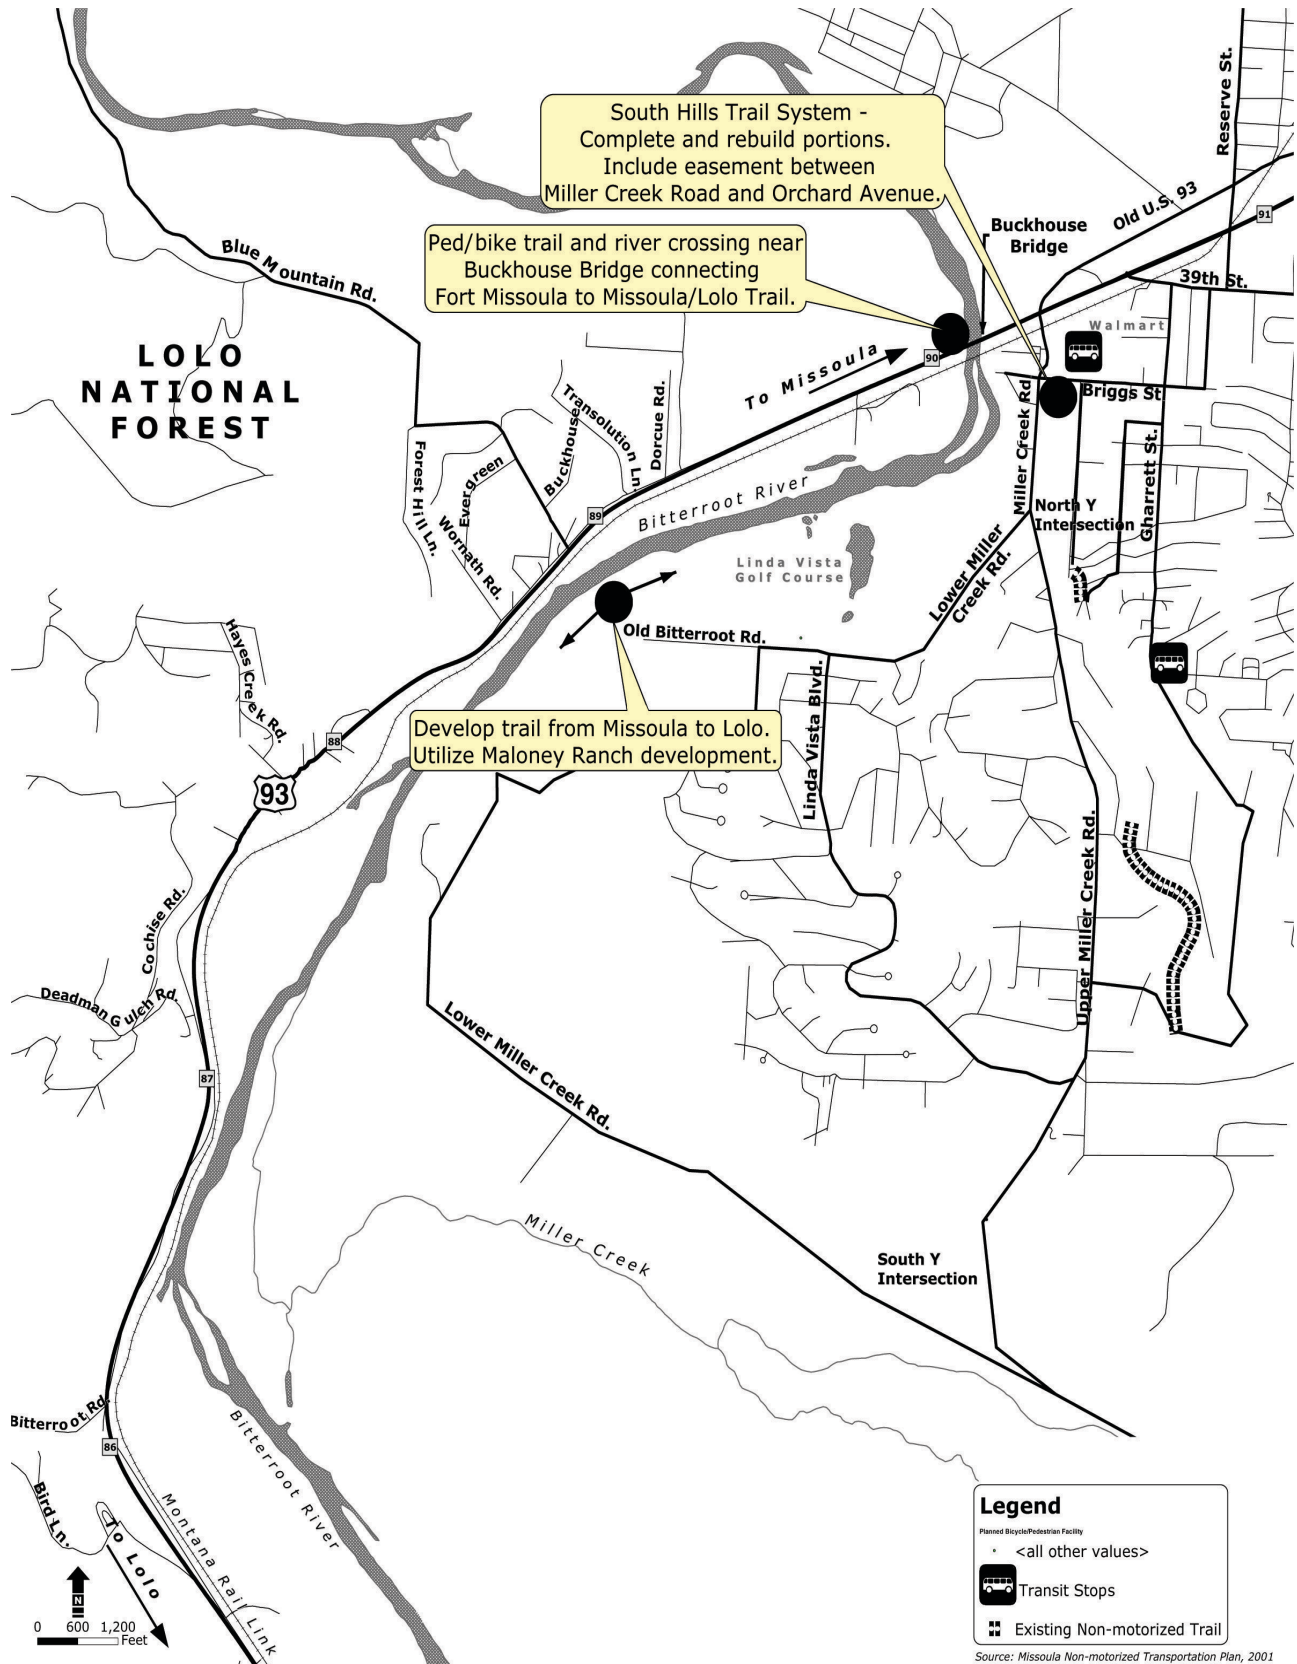 South Hills Trail System -
Complete and rebuild portions.
Include easement between
Miller Creek Road and Orchard Avenue.
Reserve St.
Old U.S. 93
91
Buckhouse
Bridge
Ped/bike trail and river crossing near
Buckhouse Bridge connecting
Fort Missoula to Missoula/Lolo Trail.
39th St.
Blue Mountain Rd.
Walmart
LOLO
NATIONAL
FOREST
To Missoula
90
Briggs St.
Transolution Ln.
Dorcue Rd.
Buckhouse
Miller Creek Rd.
Gharrett St.
Forest Hill Ln.
Evergreen
Wornath Rd.
89
Bitterroot River
North Y
Intersection
Linda Vista
Golf Course
Lower Miller
Creek Rd.
Old Bitterroot Rd.
Hayes Creek Rd.
Linda Vista Blvd.
Develop trail from Missoula to Lolo.
Utilize Maloney Ranch development.
88
93
Upper Miller Creek Rd.
Cochise Rd.
Deadman Gulch Rd.
Lower Miller Creek Rd.
87
Miller Creek
South Y
Intersection
Bitterroot Rd.
86
Bitterroot River
Bird Ln.
To Lolo
Montana Rail Link
N
0 600 1,200
Feet
Legend
Planned Bicycle/Pedestrian Facility
<all other values>
Transit Stops
Existing Non-motorized Trail
Source: Missoula Non-motorized Transportation Plan, 2001